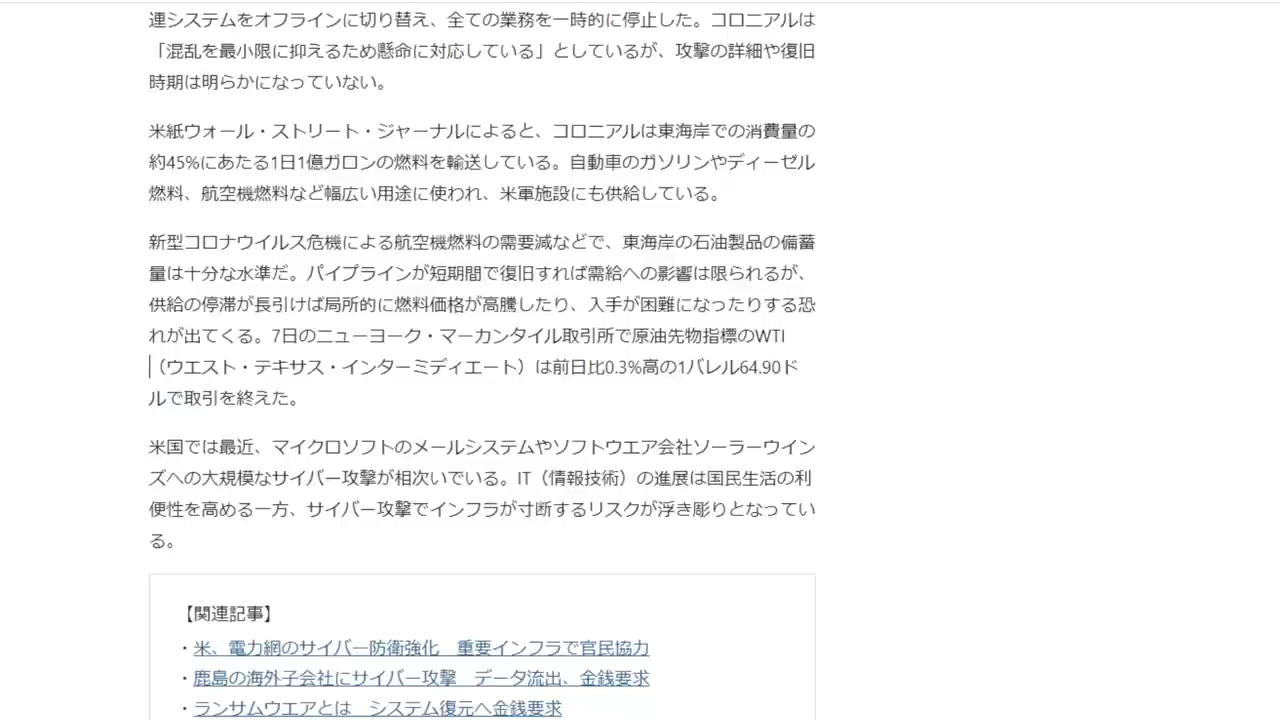 連システムをオフラインに切り替え、全ての業務を一時的に停止した。コロニアルは
「混乱を最小限に抑えるため懸命に対応している」としているが、攻撃の詳細や復旧
時期は明らかになっていない。
米紙ウォール・ストリート・ジャーナルによると、コロニアルは東海岸での消費量の
約45%にあたる1日1億ガロンの燃料を輸送している。自動車のガソリンやディーゼル
燃料、航空機燃料など幅広い用途に使われ、米軍施設にも供給している。
新型コロナウイルス危機による航空機燃料の需要減などで、東海岸の石油製品の備蓄
量は十分な水準だ。パイプラインが短期間で復旧すれば需給への影響は限られるが、
供給の停滞が長引けば局所的に燃料価格が高騰したり、入手が困難になったりする恐
れが出てくる。7日のニューヨーク・マーカンタイル取引所で原油先物指標のWTI
（ウエスト・テキサス・インターミディエート）は前日比0.3%高の1バレル64.90ド
ルで取引を終えた。
米国では最近、マイクロソフトのメールシステムやソフトウエア会社ソーラーウイン
ズへの大規模なサイバー攻撃が相次いでいる。IT（情報技術）の進展は国民生活の利
便性を高める一方、サイバー攻撃でインフラが寸断するリスクが浮き彫りとなってい
る。
【関連記事】
・米、電力網のサイバー防衛強化　重要インフラで官民協力
・鹿島の海外子会社にサイバー攻撃　データ流出、金銭要求
・ランサムウエアとは　システム復元へ金銭要求